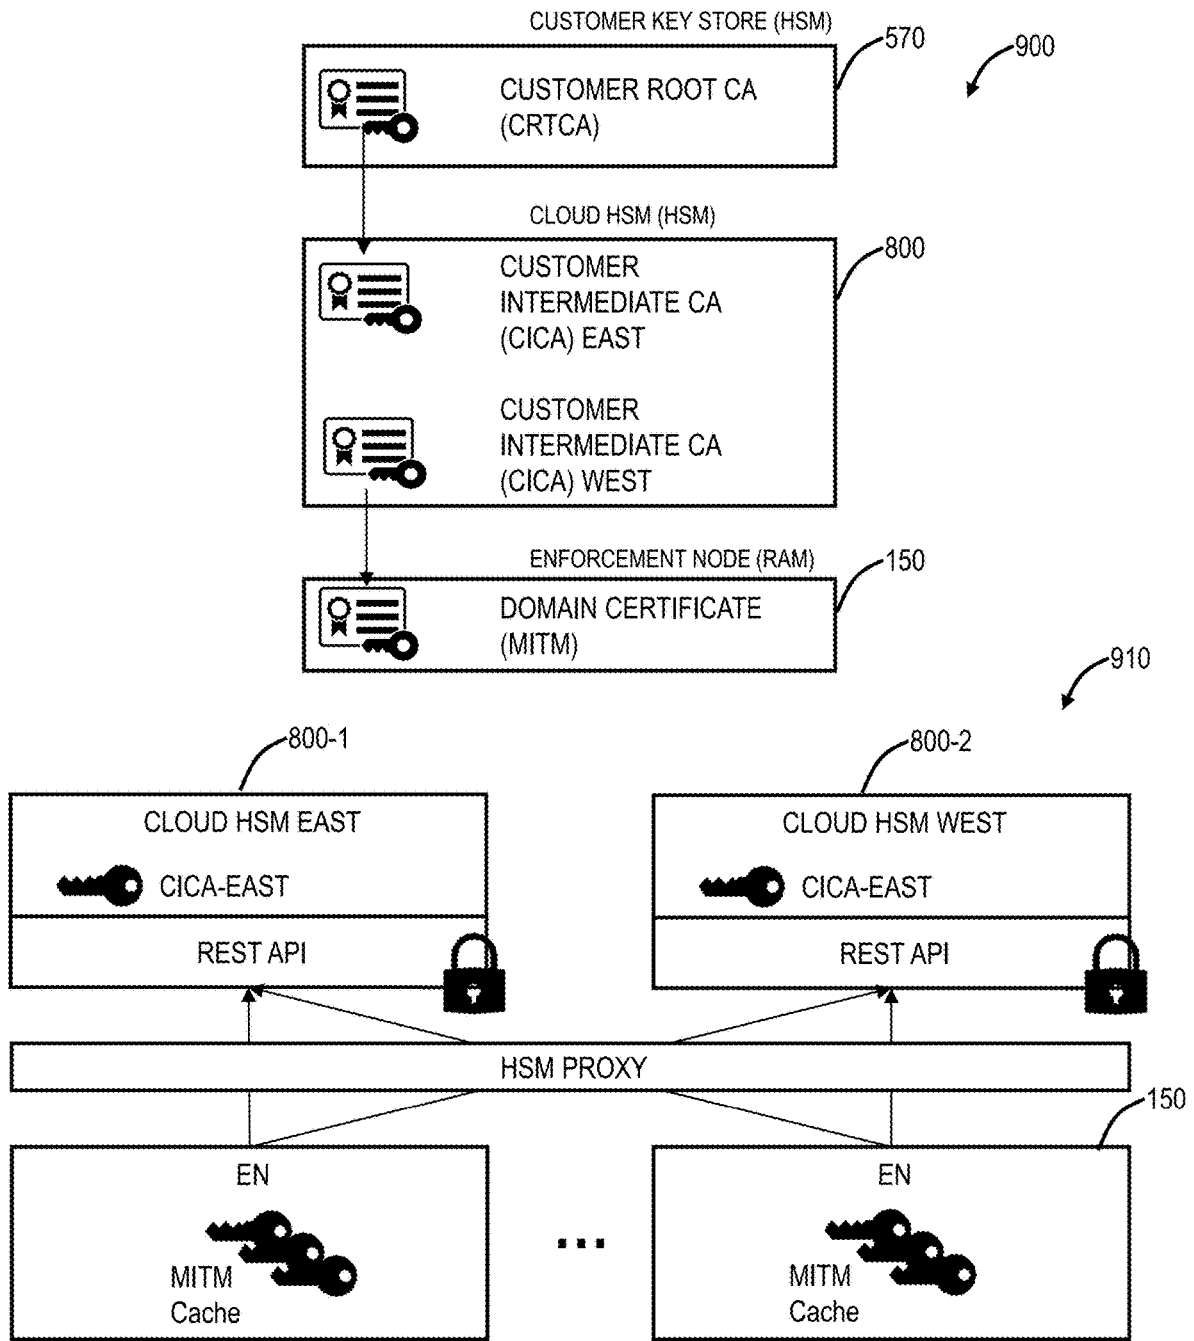 CUSTOMER KEY STORE (HSM)
570
900
CUSTOMER ROOT CA
(CRTCA)
CLOUD HSM (HSM)
800
CUSTOMER
INTERMEDIATE CA
(CICA) EAST
CUSTOMER
INTERMEDIATE CA
(CICA) WEST
ENFORCEMENT NODE (RAM)
150
DOMAIN CERTIFICATE
(MITM)
910
800-1
800-2
CLOUD HSM EAST
CICA-EAST
REST API
CLOUD HSM WEST
CICA-EAST
REST API
HSM PROXY
150
EN
MITM
Cache
...
EN
MITM
Cache